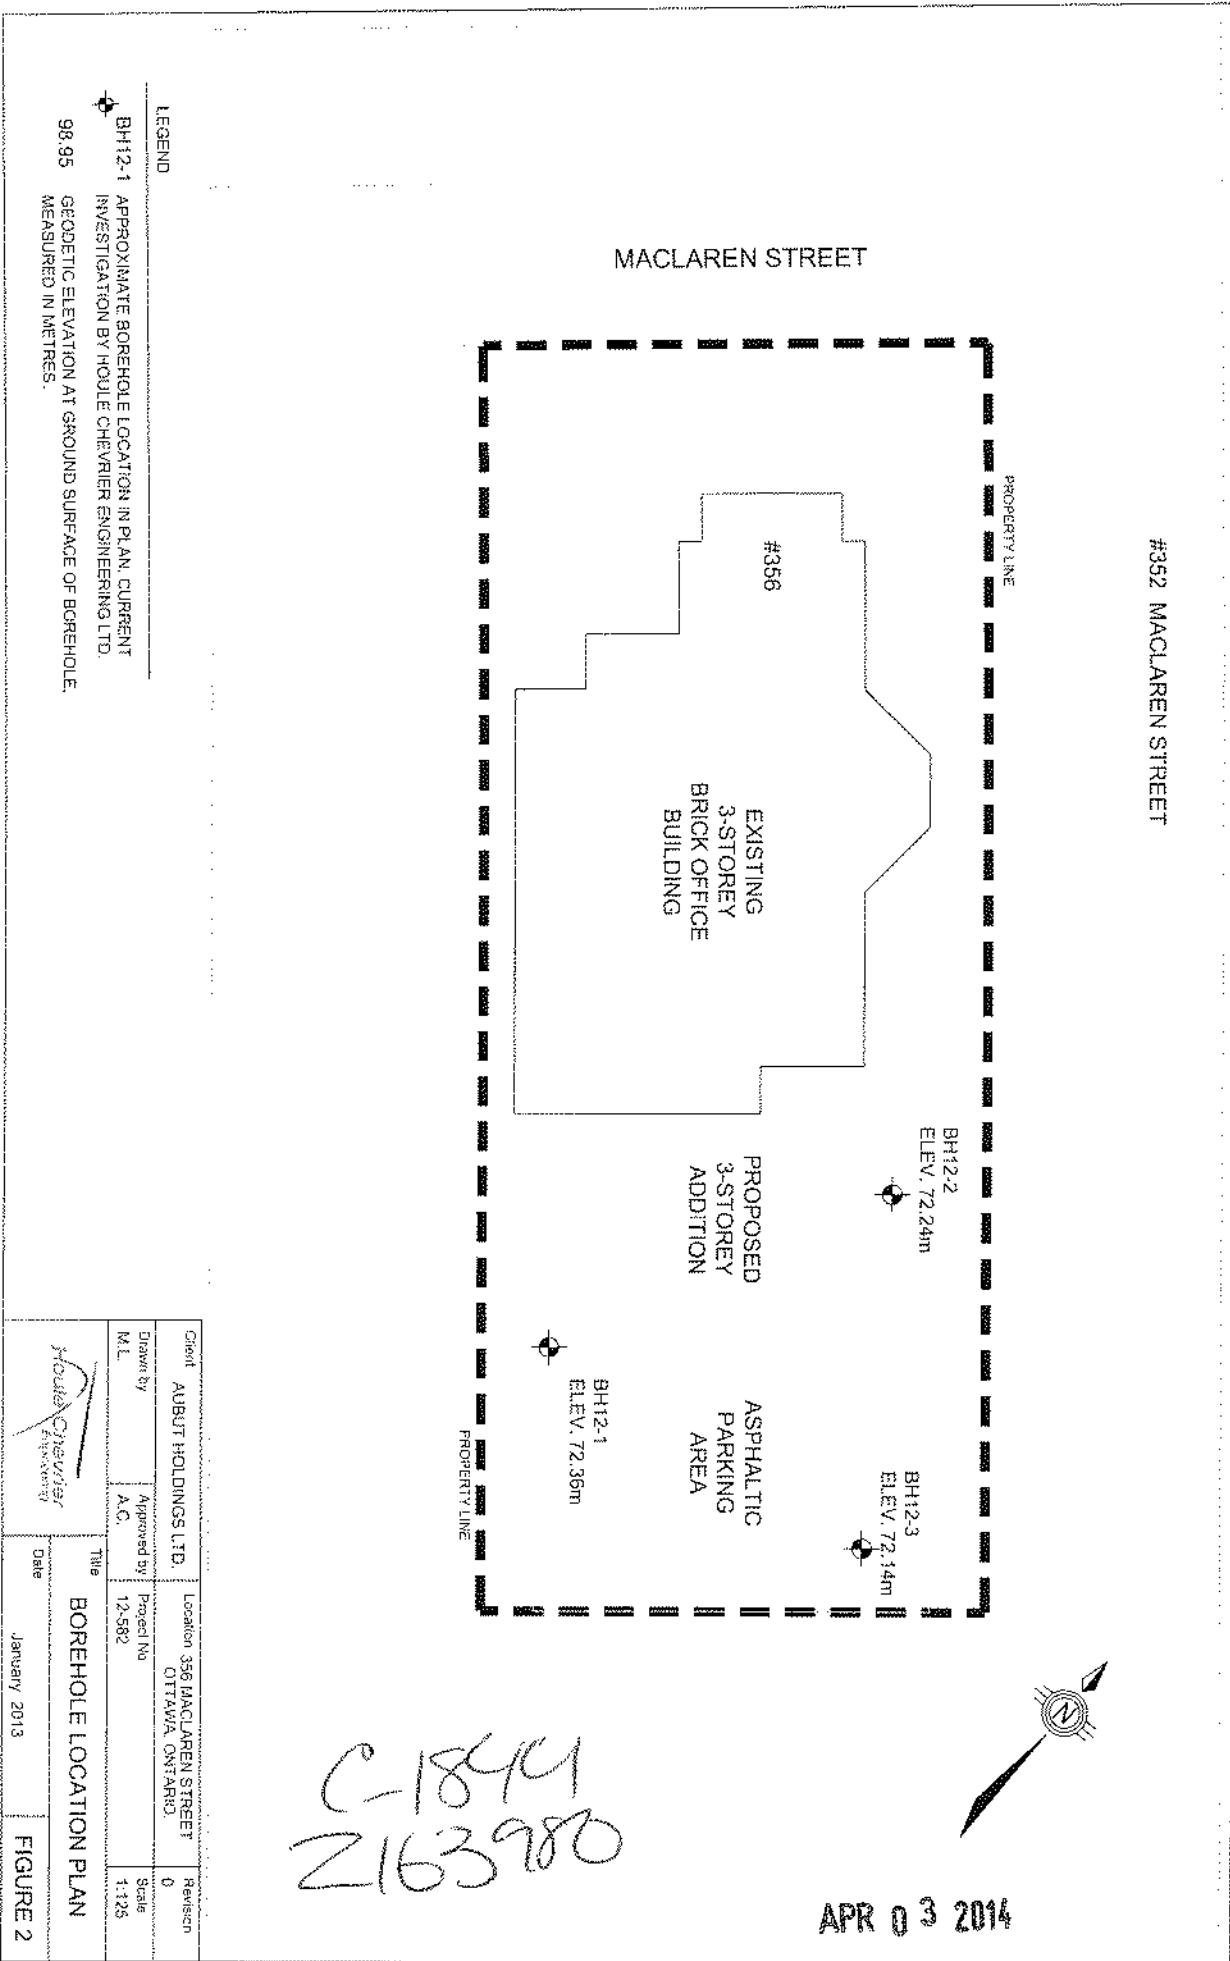 #352 MACLAREN STREET
PROPERTY LINE
MACLAREN STREET
#356
EXISTING
3-STOREY
BRICK OFFICE
BUILDING
BH12-2
ELEV. 72.24m
PROPOSED
3-STOREY
ADDITION
BH12-3
ELEV. 72.14m
ASPHALTIC
PARKING
AREA
BH12-1
ELEV. 72.36m
PROPERTY LINE
N
LEGEND
BH12-1 APPROXIMATE BOREHOLE LOCATION IN PLAN, CURRENT
INVESTIGATION BY HOULE CHEVRIER ENGINEERING LTD.
98.95 GEODETIC ELEVATION AT GROUND SURFACE OF BOREHOLE,
MEASURED IN METRES.
Client AUBUT HOLDINGS LTD.
Location 356 MACLAREN STREET
OTTAWA, ONTARIO.
Revision
0
Drawn by
M.L.
Approved by
A.C.
Project No
12-582
Scale
1:125
Houle Chevrier
Engineering
Title
BOREHOLE LOCATION PLAN
Date
January 2013
FIGURE 2
C-1844
Z163980
APR 03 2014